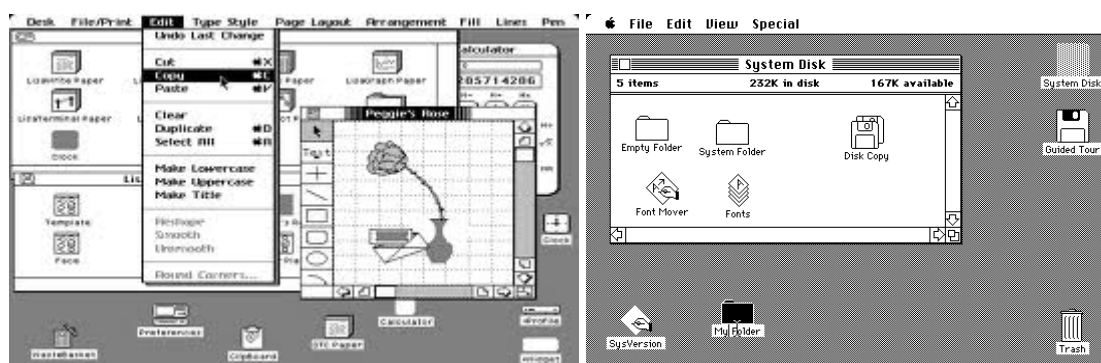 Desk File/Print Edit Type Style Page Layout Arrangement Fill Lines Pen
Undo Last Change
Cut ⌘X
Copy ⌘C
Paste ⌘V
Clear
Duplicate ⌘D
Select All ⌘A
Make Lowercase
Make Uppercase
Make Title
Reshape
Smooth
Unsmooth
Round Corners...
LisaWrite Paper
Paper
LisaGraph Paper
LisaTerminal Paper
Clock
Template
Face
Calculator
Peggie's Rose
Text
Clock
Preferences
Calculator
WasteBasket
Clipboard
Paper
Profile
Widget
File Edit View Special
System Disk
5 items 232K in disk 167K available
Empty Folder
System Folder
Disk Copy
Font Mover
Fonts
System Disk
Guided Tour
SysVersion
My Folder
Trash